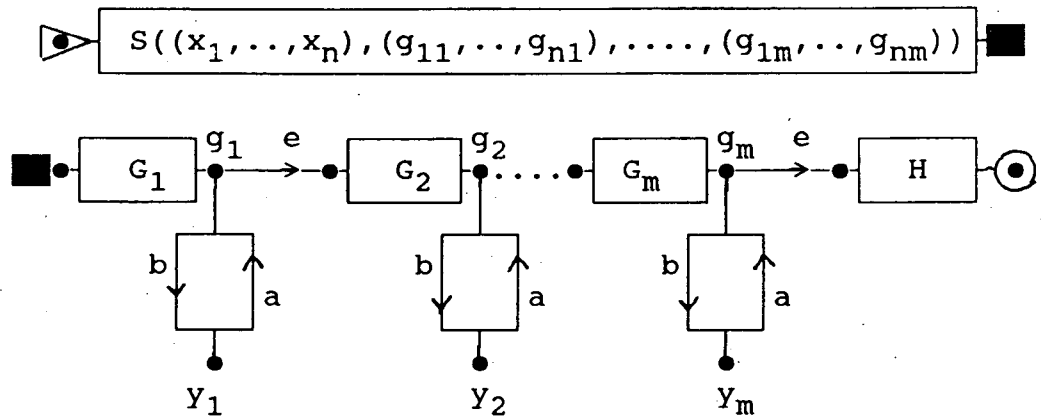 S((x₁,..,xₙ),(g₁₁,..,gₙ₁),....,(g₁ₘ,..,gₙₘ))
g₁ e g₂ gₘ e
G₁ G₂ .... Gₘ H
b a b a b a
y₁ y₂ yₘ